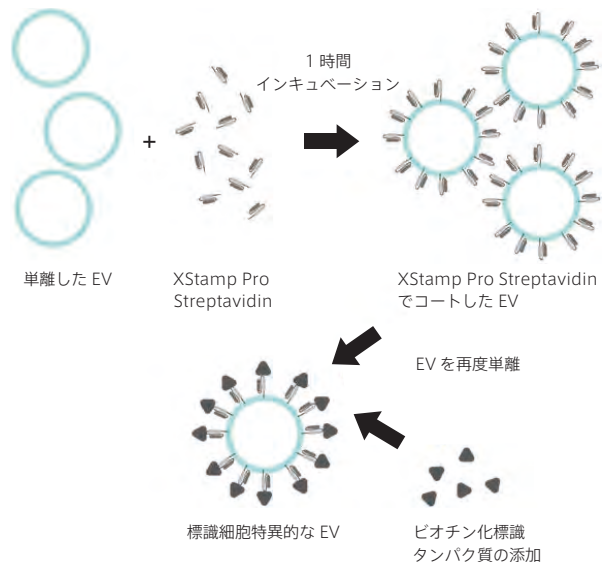 1 時間
インキュベーション
+
単離した EV
XStamp Pro
Streptavidin
XStamp Pro Streptavidin
でコートした EV
EV を再度単離
標識細胞特異的な EV
ビオチン化標識
タンパク質の添加